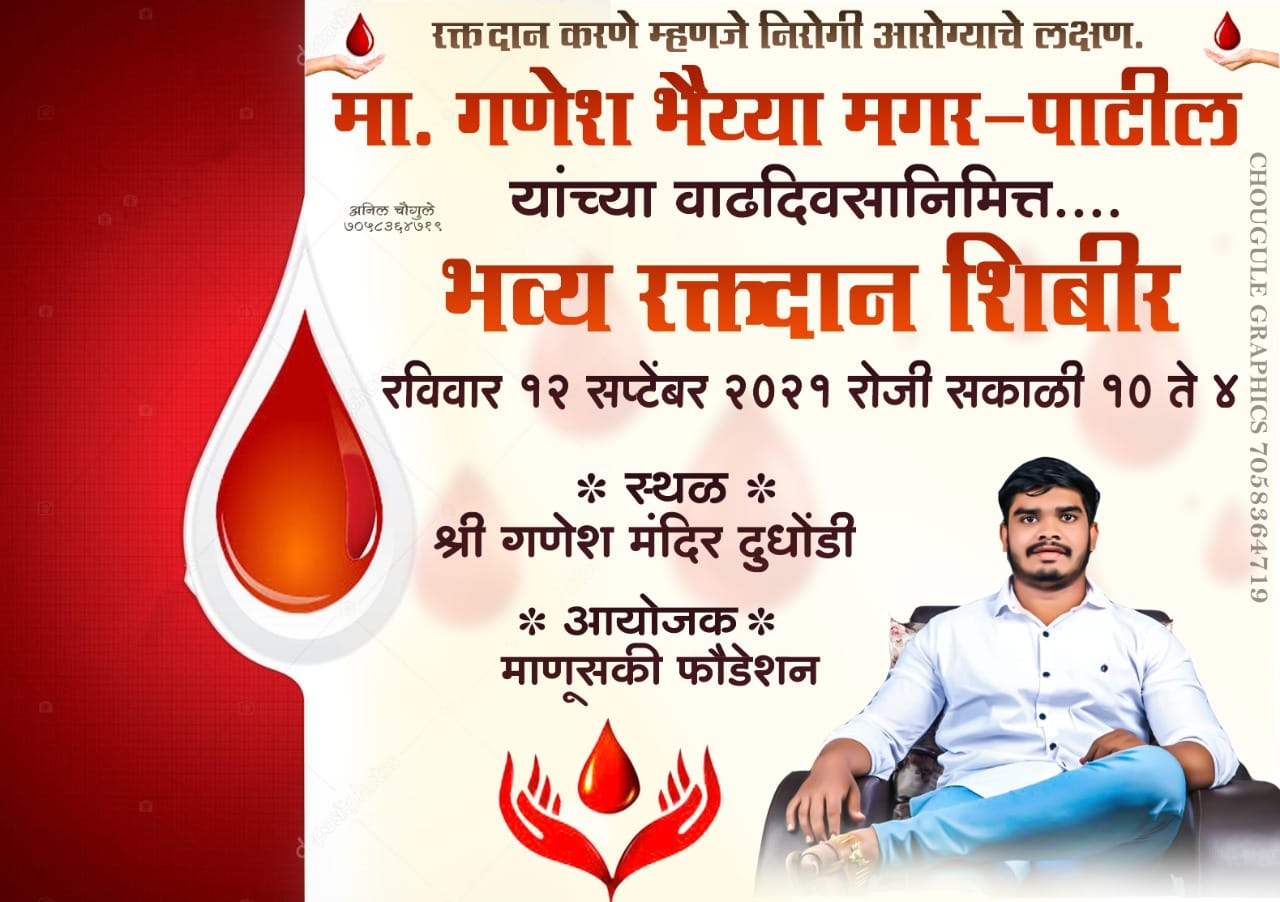 रक्तदान करणे म्हणजे निरोगी आरोग्याचे लक्षण.
मा. गणेश भैय्या मगर-पाटील
यांच्या वाढदिवसानिमित्त....
अनिल चौगुले
७०५८३६४७१९
भव्य रक्तदान शिबीर
रविवार १२ सप्टेंबर २०२१ रोजी सकाळी १० ते ४
* स्थळ *
श्री गणेश मंदिर दुधोंडी
* आयोजक *
माणूसकी फौडेशन
CHOUGULE GRAPHICS 7058364719